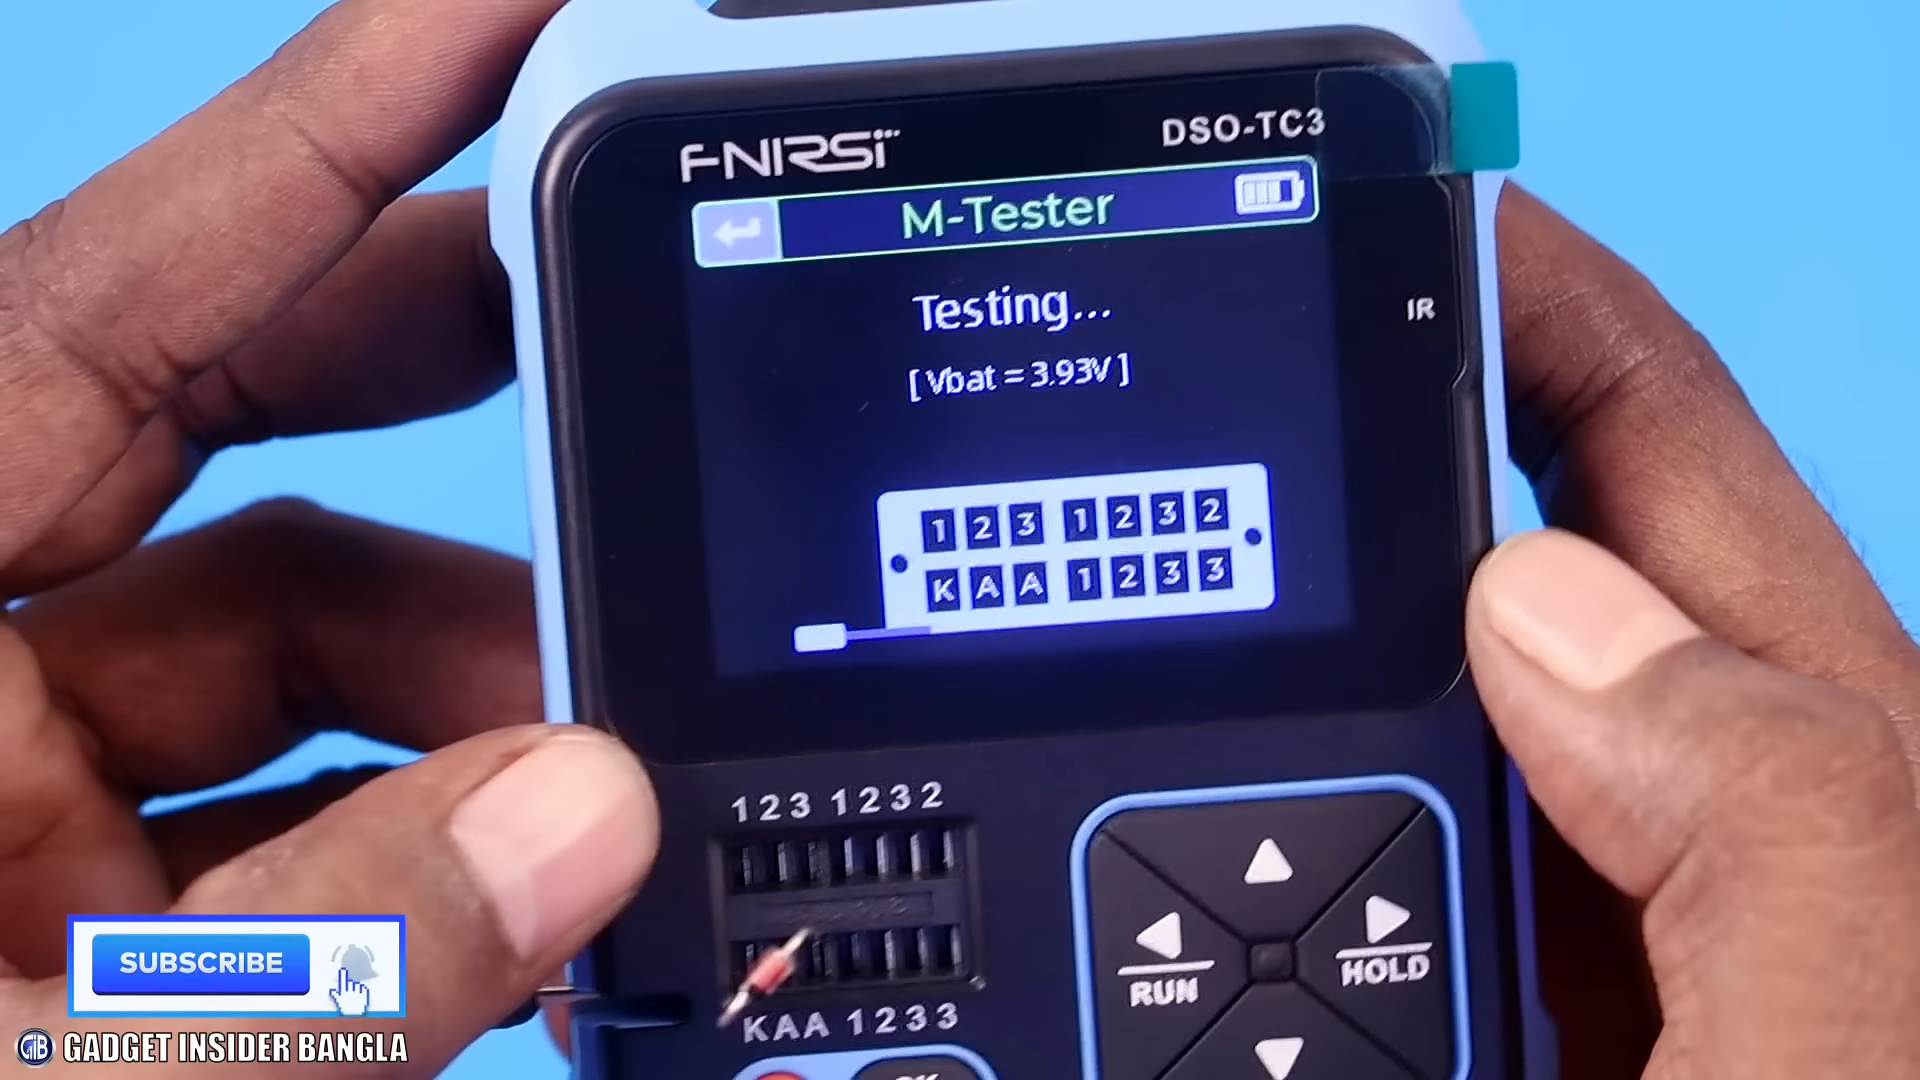 FNIRSI
DSO-TC3
M-Tester
Testing...
[ Vbat = 3.93V ]
IR
1 2 3 1 2 3 2
K A A 1 2 3 3
1 2 3 1 2 3 2
K A A 1 2 3 3
RUN
HOLD
SUBSCRIBE
GIB
GADGET INSIDER BANGLA